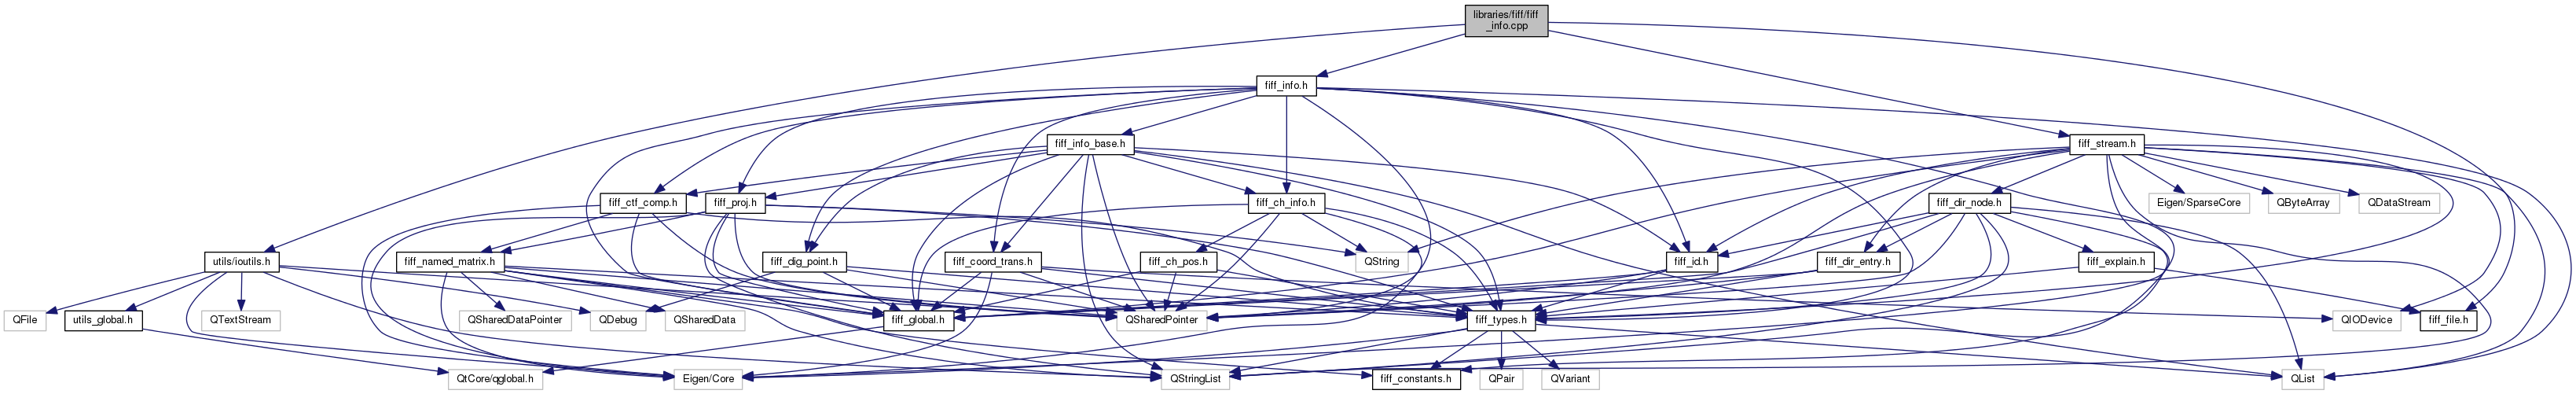 libraries/fiff/fiff
_info.cpp
fiff_info.h
fiff_info_base.h
fiff_stream.h
fiff_ctf_comp.h
fiff_proj.h
fiff_ch_info.h
fiff_dir_node.h
Eigen/SparseCore
QByteArray
QDataStream
utils/ioutils.h
fiff_named_matrix.h
fiff_dig_point.h
fiff_coord_trans.h
fiff_ch_pos.h
QString
fiff_id.h
fiff_dir_entry.h
fiff_explain.h
QFile
utils_global.h
QTextStream
QSharedDataPointer
QDebug
QSharedData
fiff_global.h
QSharedPointer
fiff_types.h
QIODevice
fiff_file.h
QtCore/qglobal.h
Eigen/Core
QStringList
fiff_constants.h
QPair
QVariant
QList